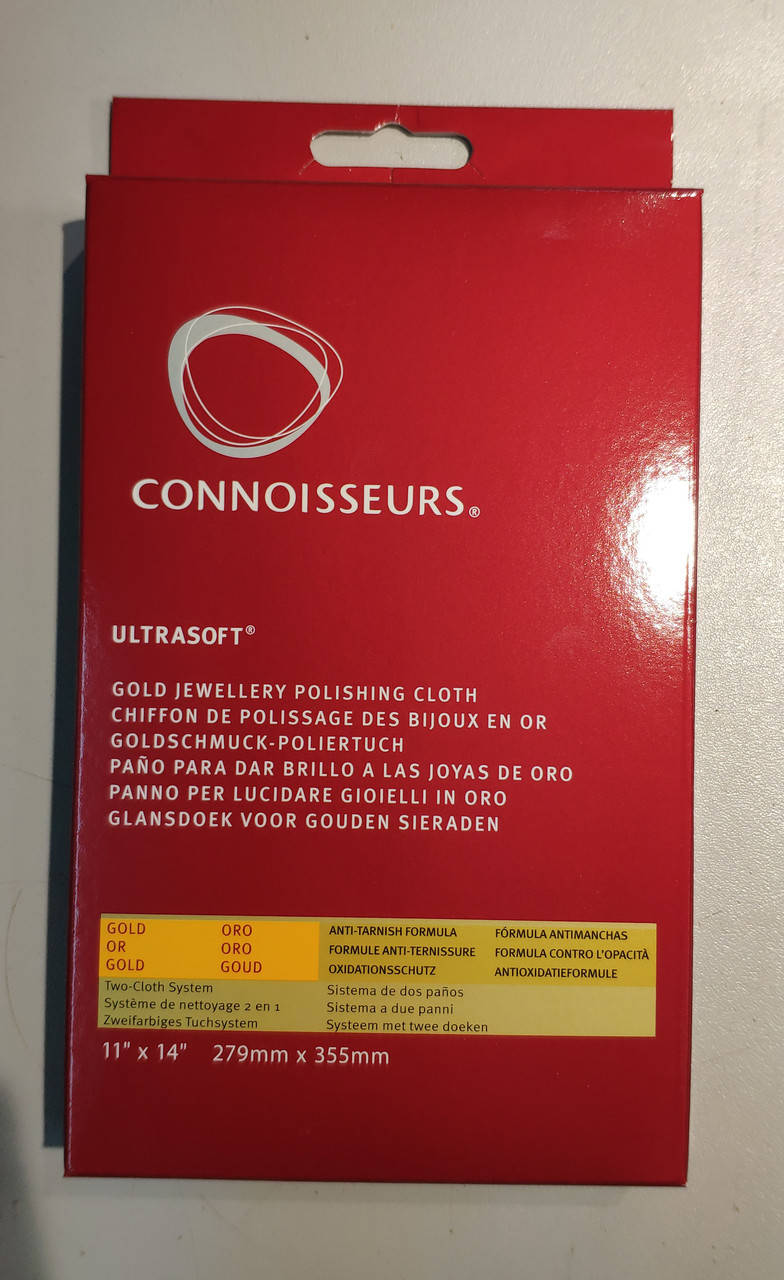 CONNOISSEURS®
ULTRASOFT®
GOLD JEWELLERY POLISHING CLOTH
CHIFFON DE POLISSAGE DES BIJOUX EN OR
GOLDSCHMUCK-POLIERTUCH
PAÑO PARA DAR BRILLO A LAS JOYAS DE ORO
PANNO PER LUCIDARE GIOIELLI IN ORO
GLANSDOEK VOOR GOUDEN SIERADEN
GOLD ORO
OR ORO
GOLD GOUD
ANTI-TARNISH FORMULA
FORMULE ANTI-TERNISSURE
OXIDATIONSSCHUTZ
FÓRMULA ANTIMANCHAS
FORMULA CONTRO L'OPACITÀ
ANTIOXIDATIEFORMULE
Two-Cloth System
Système de nettoyage 2 en 1
Zweifarbiges Tuchsystem
Sistema de dos paños
Sistema a due panni
Systeem met twee doeken
11" x 14" 279mm x 355mm